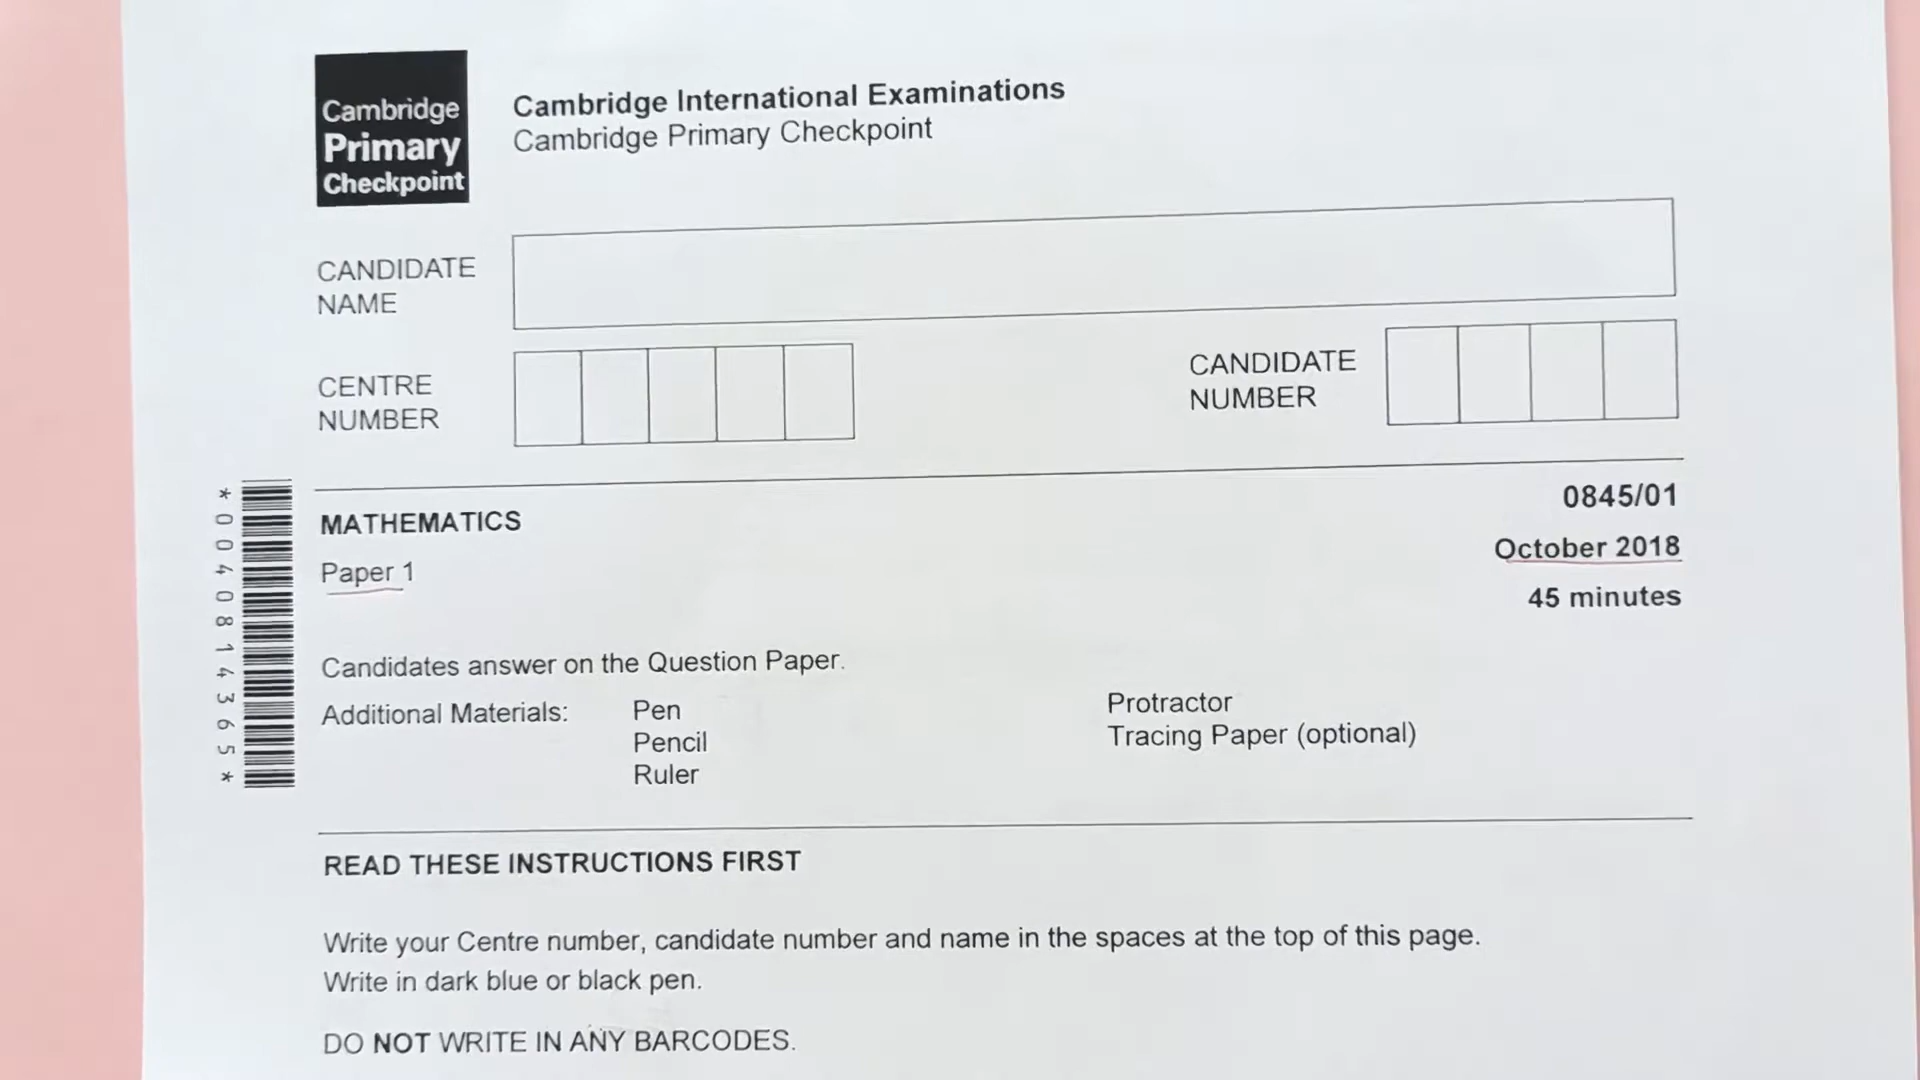 Cambridge
Primary
Checkpoint
Cambridge International Examinations
Cambridge Primary Checkpoint
CANDIDATE
NAME
CENTRE
NUMBER
CANDIDATE
NUMBER
*0040814365*
MATHEMATICS
0845/01
Paper 1
October 2018
45 minutes
Candidates answer on the Question Paper.
Additional Materials:
Pen
Pencil
Ruler
Protractor
Tracing Paper (optional)
READ THESE INSTRUCTIONS FIRST
Write your Centre number, candidate number and name in the spaces at the top of this page.
Write in dark blue or black pen.
DO NOT WRITE IN ANY BARCODES.